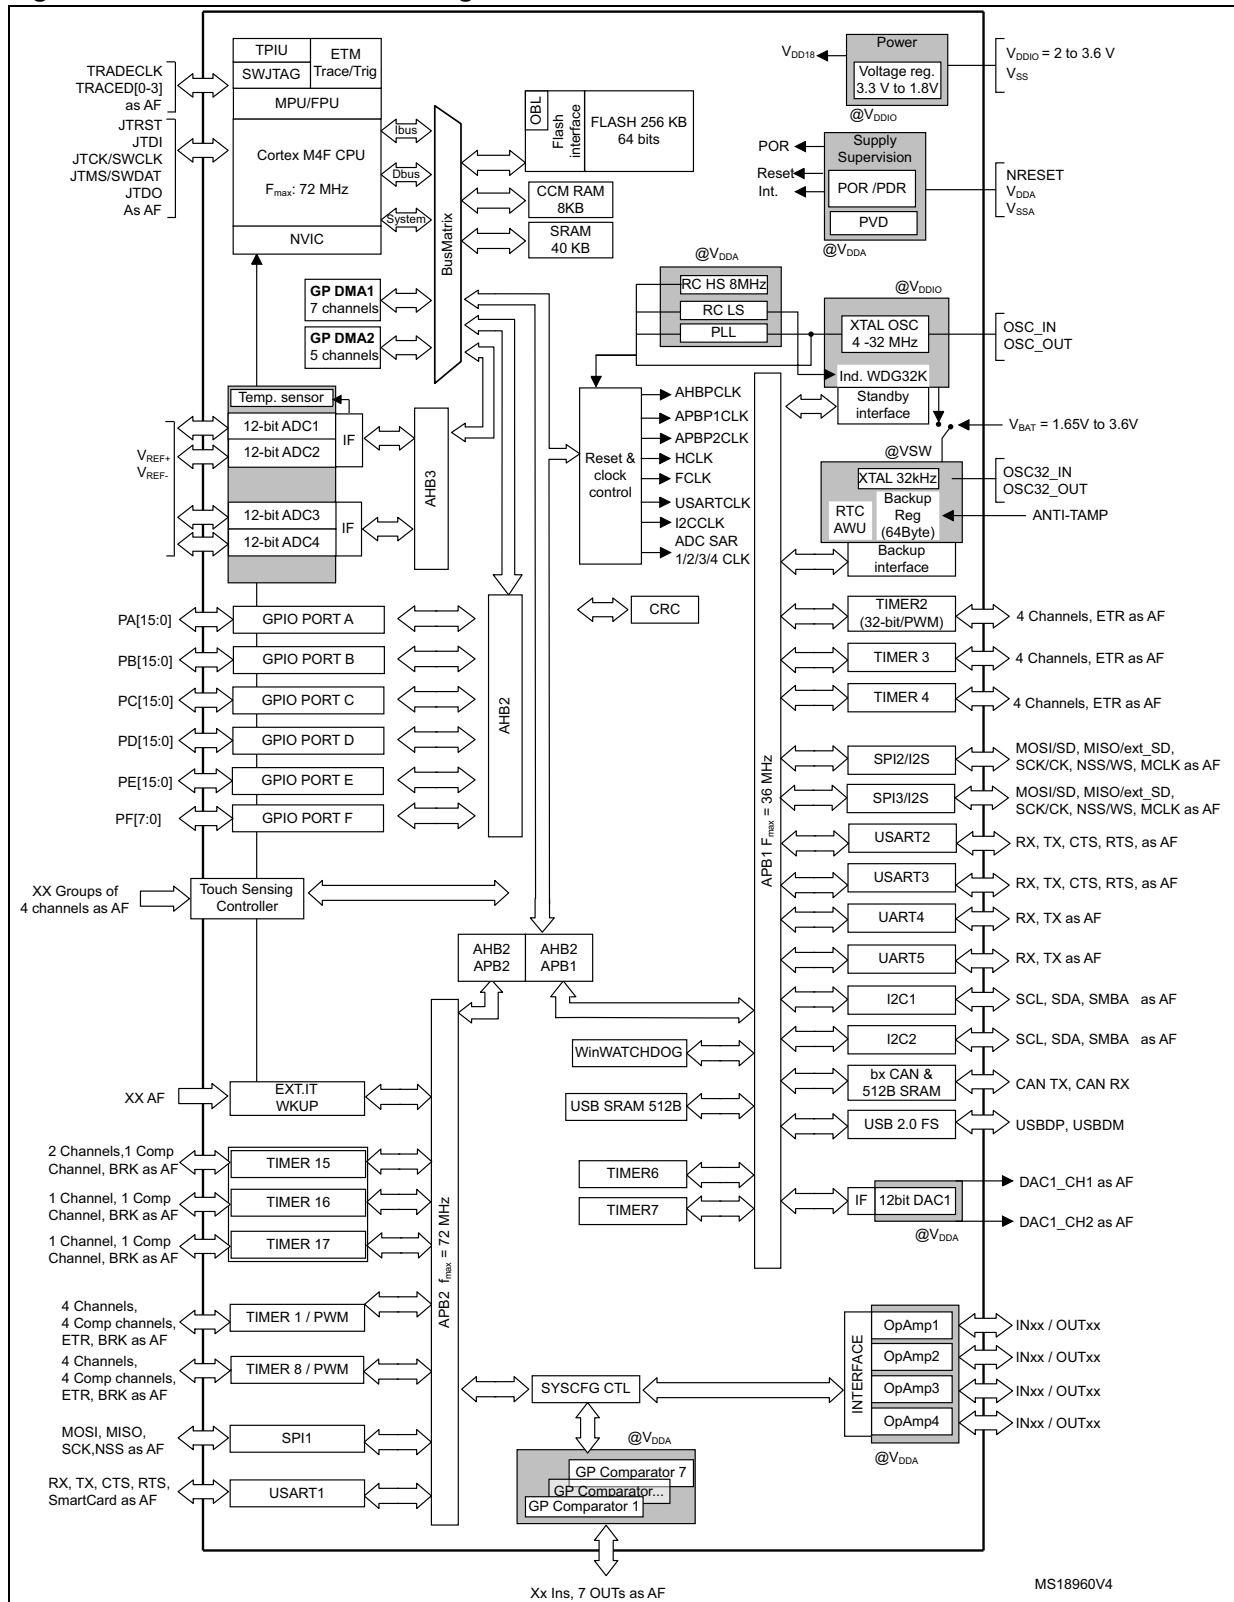 TPIU
ETM
Trace/Trig
SWJTAG
MPU/FPU
Cortex M4F CPU
Fmax: 72 MHz
NVIC
TRADECLK
TRACED[0-3]
as AF
JTRST
JTDI
JTCK/SWCLK
JTMS/SWDAT
JTDO
As AF
Ibus
Dbus
System
BusMatrix
OBL
Flash
interface
FLASH 256 KB
64 bits
CCM RAM
8KB
SRAM
40 KB
GP DMA1
7 channels
GP DMA2
5 channels
VDD18
Power
Voltage reg.
3.3 V to 1.8V
@VDDIO
VDDIO = 2 to 3.6 V
VSS
POR
Reset
Int.
Supply
Supervision
POR /PDR
PVD
@VDDA
NRESET
VDDA
VSSA
@VDDA
RC HS 8MHz
RC LS
PLL
@VDDIO
XTAL OSC
4 -32 MHz
Ind. WDG32K
Standby
interface
OSC_IN
OSC_OUT
VBAT = 1.65V to 3.6V
@VSW
XTAL 32kHz
RTC
AWU
Backup
Reg
(64Byte)
Backup
interface
OSC32_IN
OSC32_OUT
ANTI-TAMP
Reset &
clock
control
AHBPCLK
APBP1CLK
APBP2CLK
HCLK
FCLK
USARTCLK
I2CCLK
ADC SAR
1/2/3/4 CLK
Temp. sensor
12-bit ADC1
12-bit ADC2
IF
VREF+
VREF-
12-bit ADC3
12-bit ADC4
IF
AHB3
CRC
PA[15:0]
GPIO PORT A
PB[15:0]
GPIO PORT B
PC[15:0]
GPIO PORT C
PD[15:0]
GPIO PORT D
PE[15:0]
GPIO PORT E
PF[7:0]
GPIO PORT F
AHB2
XX Groups of
4 channels as AF
Touch Sensing
Controller
AHB2
APB2
AHB2
APB1
APB1 Fmax = 36 MHz
TIMER2
(32-bit/PWM)
4 Channels, ETR as AF
TIMER 3
4 Channels, ETR as AF
TIMER 4
4 Channels, ETR as AF
SPI2/I2S
MOSI/SD, MISO/ext_SD,
SCK/CK, NSS/WS, MCLK as AF
SPI3/I2S
MOSI/SD, MISO/ext_SD,
SCK/CK, NSS/WS, MCLK as AF
USART2
RX, TX, CTS, RTS, as AF
USART3
RX, TX, CTS, RTS, as AF
UART4
RX, TX as AF
UART5
RX, TX as AF
I2C1
SCL, SDA, SMBA as AF
I2C2
SCL, SDA, SMBA as AF
bx CAN &
512B SRAM
CAN TX, CAN RX
USB 2.0 FS
USBDP, USBDM
WinWATCHDOG
USB SRAM 512B
TIMER6
TIMER7
IF
12bit DAC1
@VDDA
DAC1_CH1 as AF
DAC1_CH2 as AF
XX AF
EXT.IT
WKUP
2 Channels,1 Comp
Channel, BRK as AF
TIMER 15
1 Channel, 1 Comp
Channel, BRK as AF
TIMER 16
1 Channel, 1 Comp
Channel, BRK as AF
TIMER 17
4 Channels,
4 Comp channels,
ETR, BRK as AF
TIMER 1 / PWM
4 Channels,
4 Comp channels,
ETR, BRK as AF
TIMER 8 / PWM
MOSI, MISO,
SCK,NSS as AF
SPI1
RX, TX, CTS, RTS,
SmartCard as AF
USART1
APB2 fmax = 72 MHz
SYSCFG CTL
@VDDA
GP Comparator 7
GP Comparator...
GP Comparator 1
Xx Ins, 7 OUTs as AF
INTERFACE
OpAmp1
INxx / OUTxx
OpAmp2
INxx / OUTxx
OpAmp3
INxx / OUTxx
OpAmp4
INxx / OUTxx
@VDDA
MS18960V4